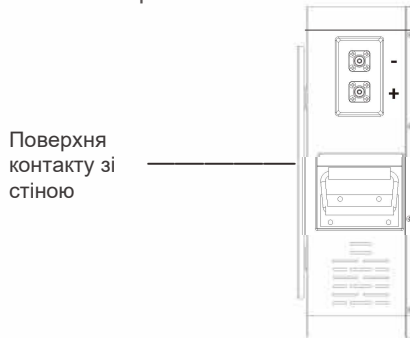 -
+
Поверхня
контакту зі
стіною